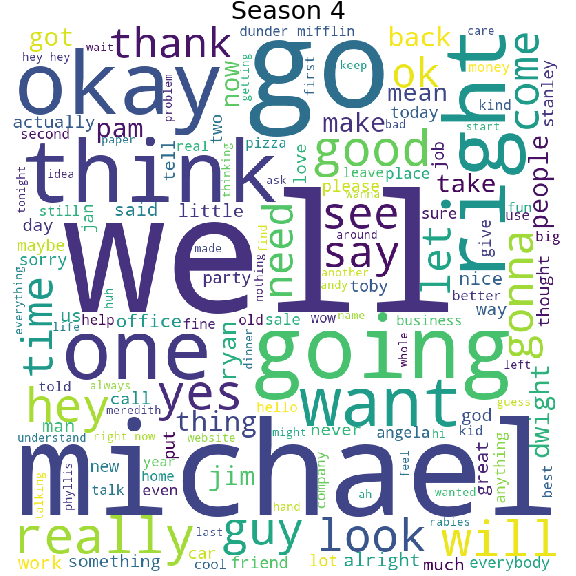 Season 4
got
thank
dunder mifflin
back
care
hey hey
wait
okay
go
right
come
now
getting
first
keep
ok
money
problem
mean
kind
stanley
actually
second
pam
two
today
bad
start
paper
make
tell
real
pizza
good
job
people
think
thinking
love
leave
place
tonight
idea
ask
please
wanna
take
fun
still
jan
said
little
see
let
sure
use
day
well
need
say
give
big
maybe
around
nice
thought
sorry
made
nothing
find
another
better
everything
time
huh
party
andy
toby
way
us
life
help
office
fine
old
sale
wow
name
business
gonna
one
ryan
dinner
going
whole
left
told
always
yes
want
guess
hey
call
meredith
thing
hello
god
dwight
man
put
might
never
kid
understand
right now
website
angela
hi
great
anything
michael
talking
phyllis
new
year
jim
company
feel
talk
home
even
ah
wanted
best
hand
really
last
guy
look
rabies
will
work
something
car
cool
friend
lot
alright
much
everybody